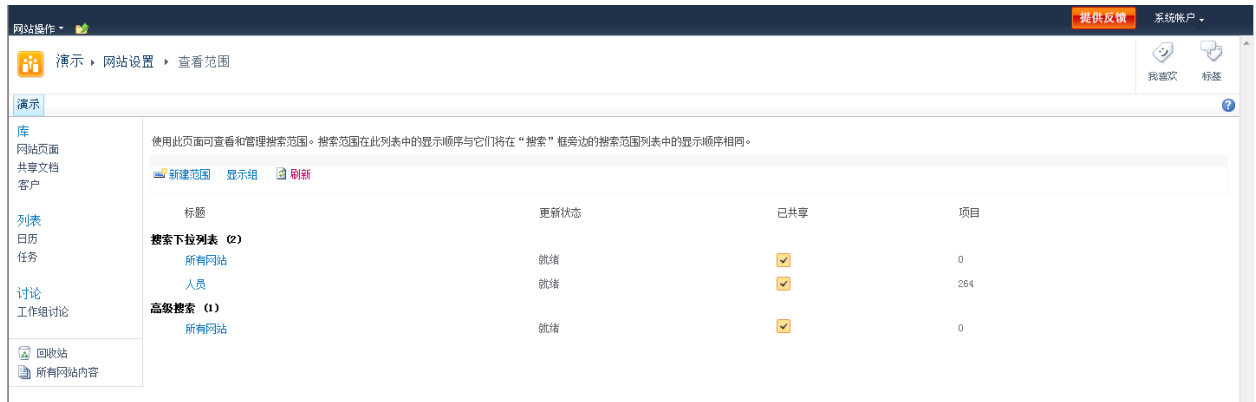 网站操作
提供反馈
系统帐户
演示 ▸ 网站设置 ▸ 查看范围
我喜欢
标签
演示
库
网站页面
共享文档
客户
列表
日历
任务
讨论
工作组讨论
回收站
所有网站内容
使用此页面可查看和管理搜索范围。搜索范围在此列表中的显示顺序与它们将在“搜索”框旁边的搜索范围列表中的显示顺序相同。
新建范围 显示组 刷新
标题 更新状态 已共享 项目
搜索下拉列表 (2)
所有网站 就绪 0
人员 就绪 264
高级搜索 (1)
所有网站 就绪 0